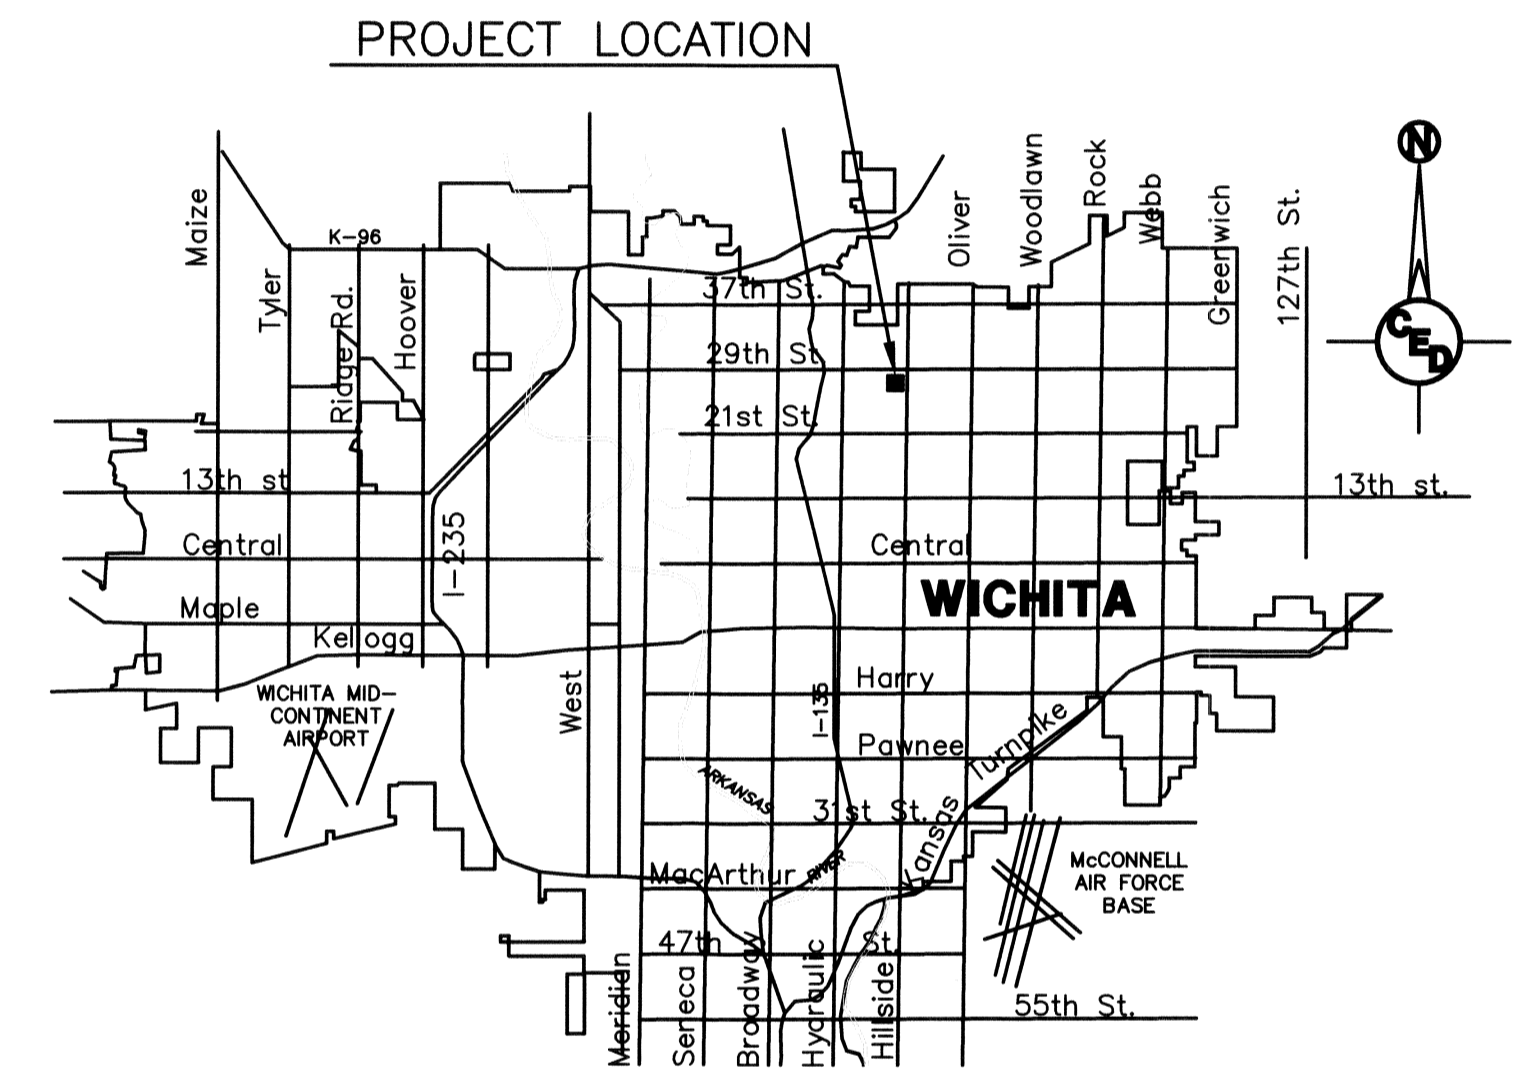 PROJECT LOCATION
N
Maize
K-96
Tyler
Ridge Rd.
Hoover
Oliver
Woodlawn
Rock
Webb
Greenwich
127th St.
37th St.
29th St.
21st St.
CED
13th st
13th st.
I-235
Central
Central
WICHITA
Maple
Kellogg
WICHITA MID-
CONTINENT
AIRPORT
West
I-135
Harry
Pawnee
Turnpike
Kansas
ARKANSAS
RIVER
31st St.
MacArthur
McCONNELL
AIR FORCE
BASE
47th St.
Meridian
Seneca
Broadway
Hydraulic
Hillside
55th St.